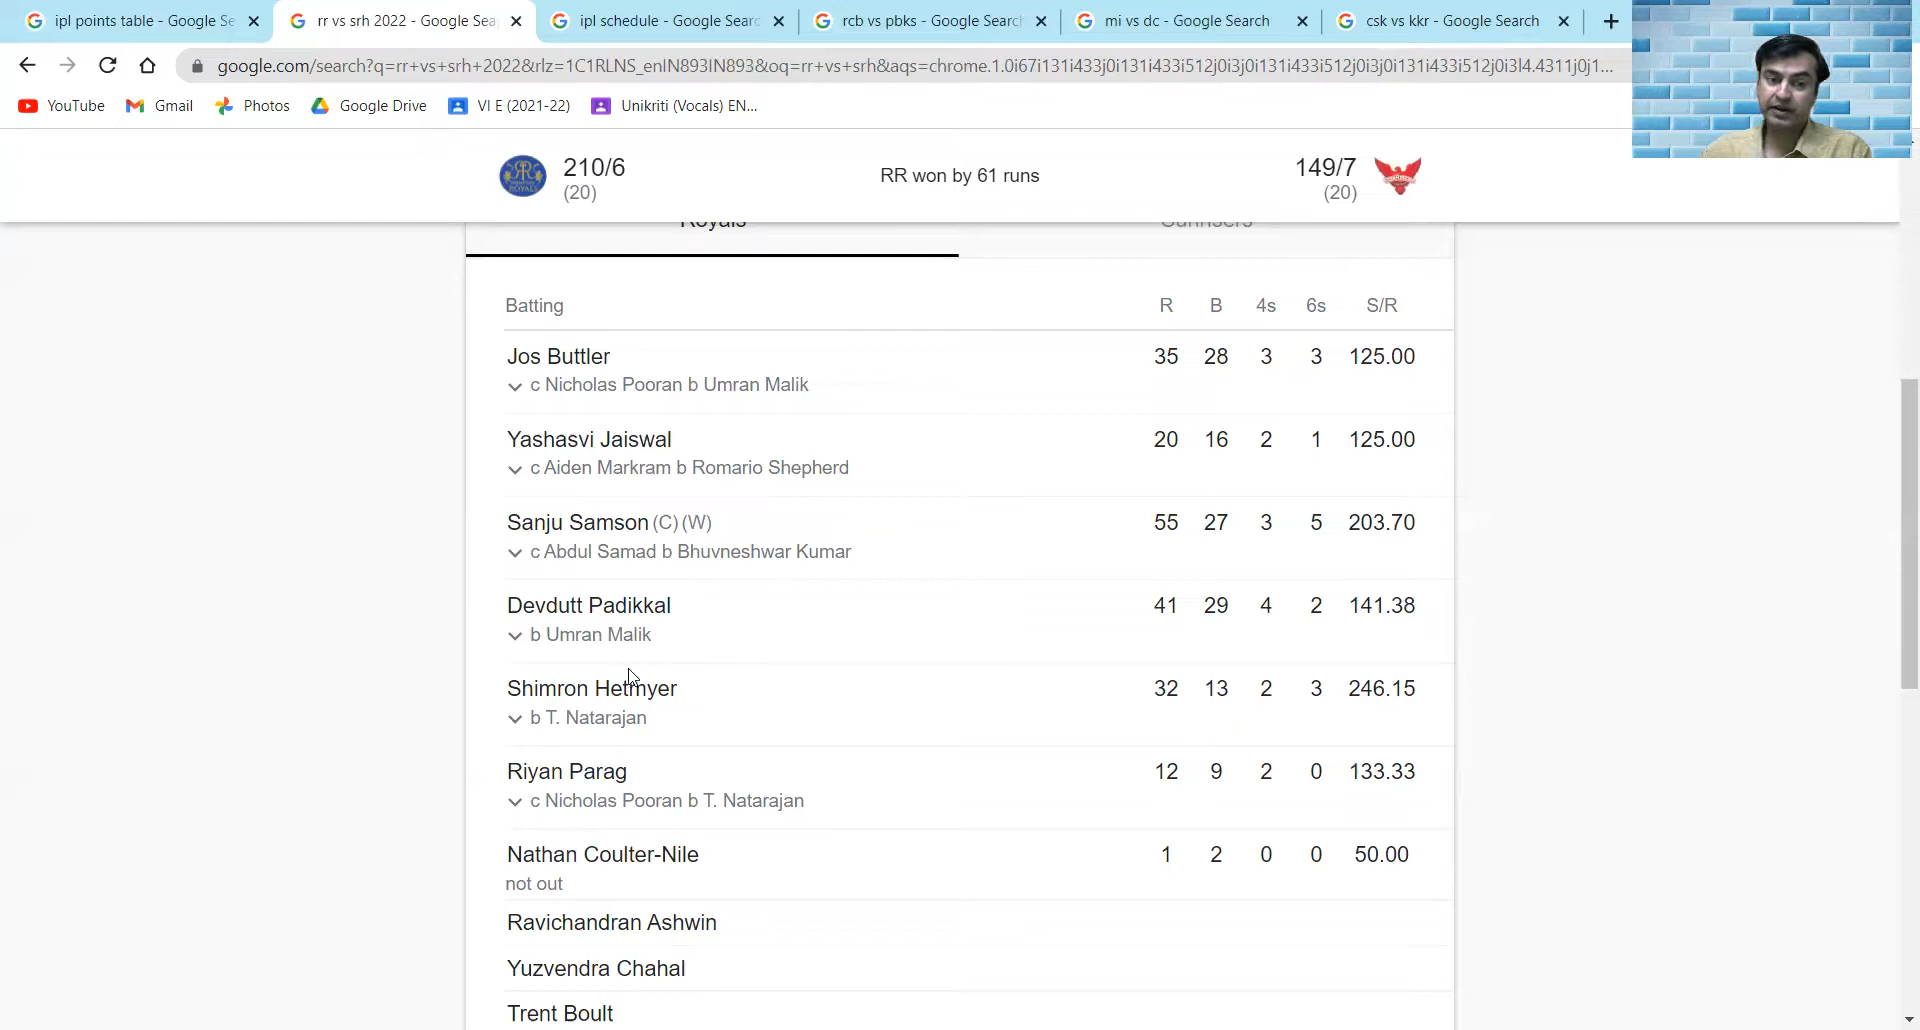 ipl points table - Google Se
rr vs srh 2022 - Google Sea
ipl schedule - Google Searc
rcb vs pbks - Google Search
mi vs dc - Google Search
csk vs kkr - Google Search
google.com/search?q=rr+vs+srh+2022&rlz=1C1RLNS_enIN893IN893&oq=rr+vs+srh&aqs=chrome.1.0i67i131i433j0i131i433i512j0i3j0i131i433i512j0i3j0i131i433i512j0i3l4.4311j0j1...
YouTube Gmail Photos Google Drive VI E (2021-22) Unikriti (Vocals) EN...
210/6 RR won by 61 runs 149/7
(20) (20)
Royals Sunrisers
Batting R B 4s 6s S/R
Jos Buttler 35 28 3 3 125.00
c Nicholas Pooran b Umran Malik
Yashasvi Jaiswal 20 16 2 1 125.00
c Aiden Markram b Romario Shepherd
Sanju Samson (C) (W) 55 27 3 5 203.70
c Abdul Samad b Bhuvneshwar Kumar
Devdutt Padikkal 41 29 4 2 141.38
b Umran Malik
Shimron Hetmyer 32 13 2 3 246.15
b T. Natarajan
Riyan Parag 12 9 2 0 133.33
c Nicholas Pooran b T. Natarajan
Nathan Coulter-Nile 1 2 0 0 50.00
not out
Ravichandran Ashwin
Yuzvendra Chahal
Trent Boult